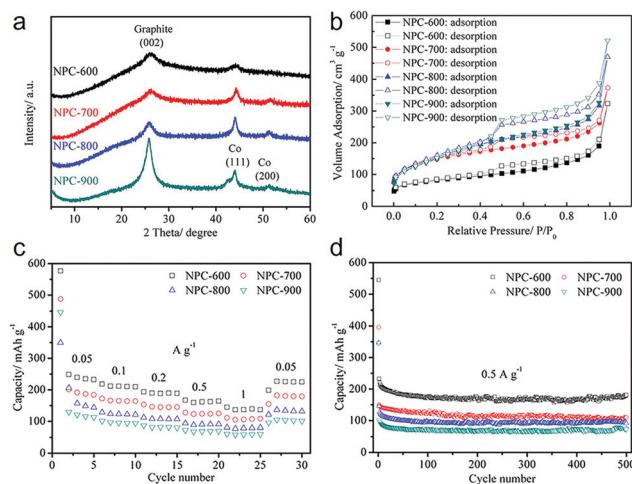 a
Graphite
(002)
NPC-600
NPC-700
NPC-800
NPC-900
Co
(111)
Co
(200)
Intensity/ a.u.
10 20 30 40 50 60
2 Theta/ degree
b
NPC-600: adsorption
NPC-600: desorption
NPC-700: adsorption
NPC-700: desorption
NPC-800: adsorption
NPC-800: desorption
NPC-900: adsorption
NPC-900: desorption
Volume Adsorption/ cm³ g⁻¹
600
500
400
300
200
100
0
0.0 0.2 0.4 0.6 0.8 1.0
Relative Pressure/ P/P₀
c
NPC-600 NPC-700
NPC-800 NPC-900
A g⁻¹
0.05 0.1 0.2 0.5 1 0.05
Capacity/ mAh g⁻¹
600
500
400
300
200
100
0
0 5 10 15 20 25 30
Cycle number
d
NPC-600 NPC-700
NPC-800 NPC-900
0.5 A g⁻¹
Capacity/ mAh g⁻¹
600
500
400
300
200
100
0
0 100 200 300 400 500
Cycle number